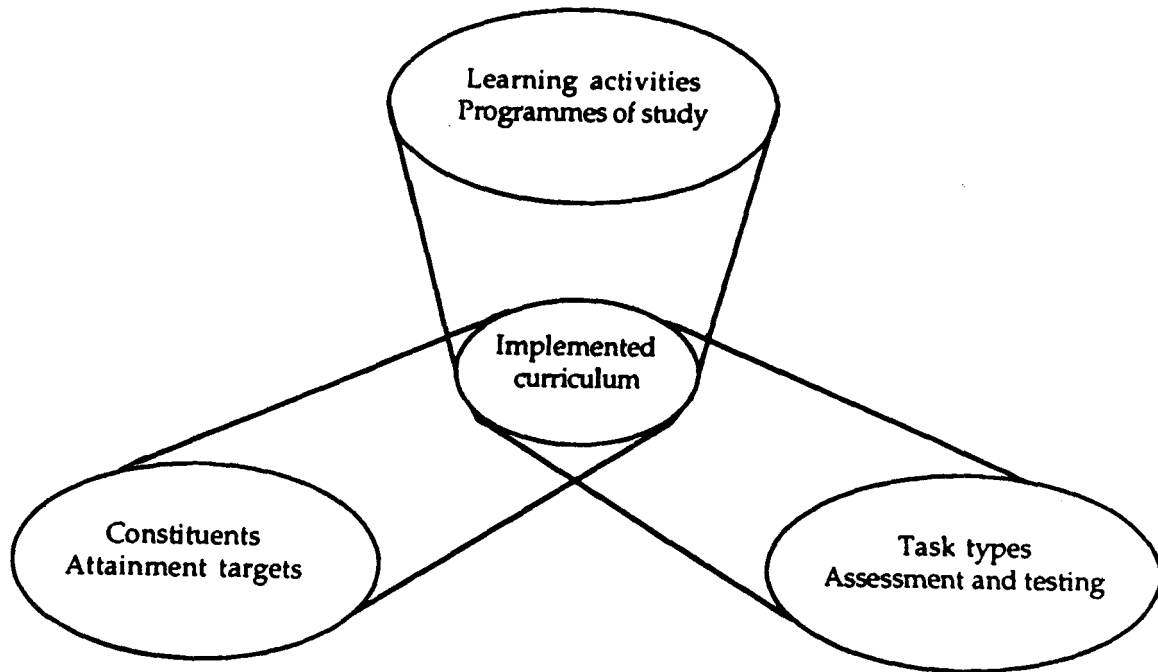 Learning activities
Programmes of study
Implemented
curriculum
Constituents
Attainment targets
Task types
Assessment and testing